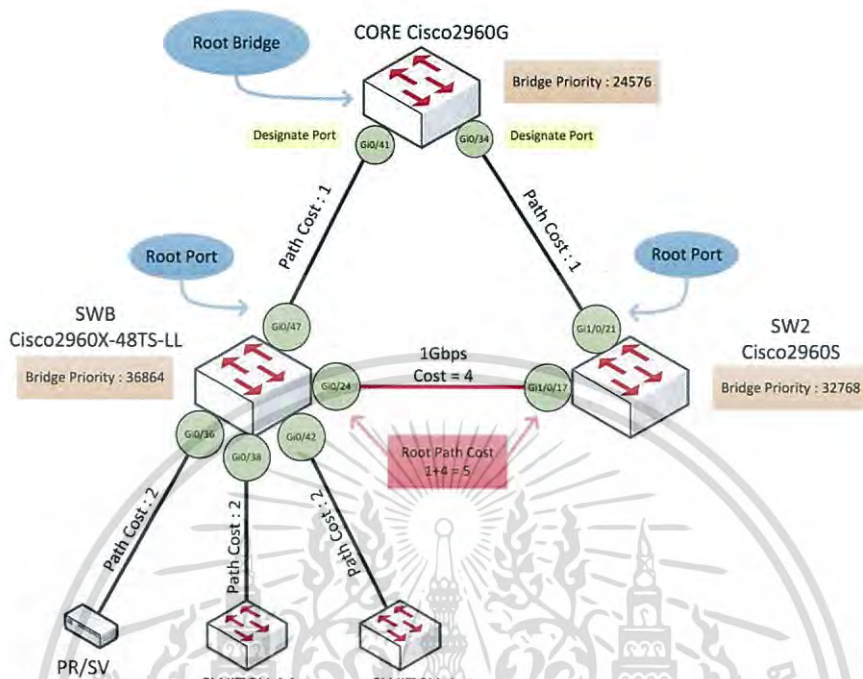 CORE Cisco2960G
Root Bridge
Bridge Priority : 24576
Designate Port
Gi0/41
Gi0/34
Designate Port
Path Cost : 1
Path Cost : 1
Root Port
Root Port
SWB
Cisco2960X-48TS-LL
Bridge Priority : 36864
Gi0/47
Gi1/0/21
SW2
Cisco2960S
Bridge Priority : 32768
1Gbps
Cost = 4
Gi0/24
Gi1/0/17
Gi0/36
Gi0/38
Gi0/42
Root Path Cost
1+4 = 5
Path Cost : 2
Path Cost : 2
Path Cost : 2
PR/SV